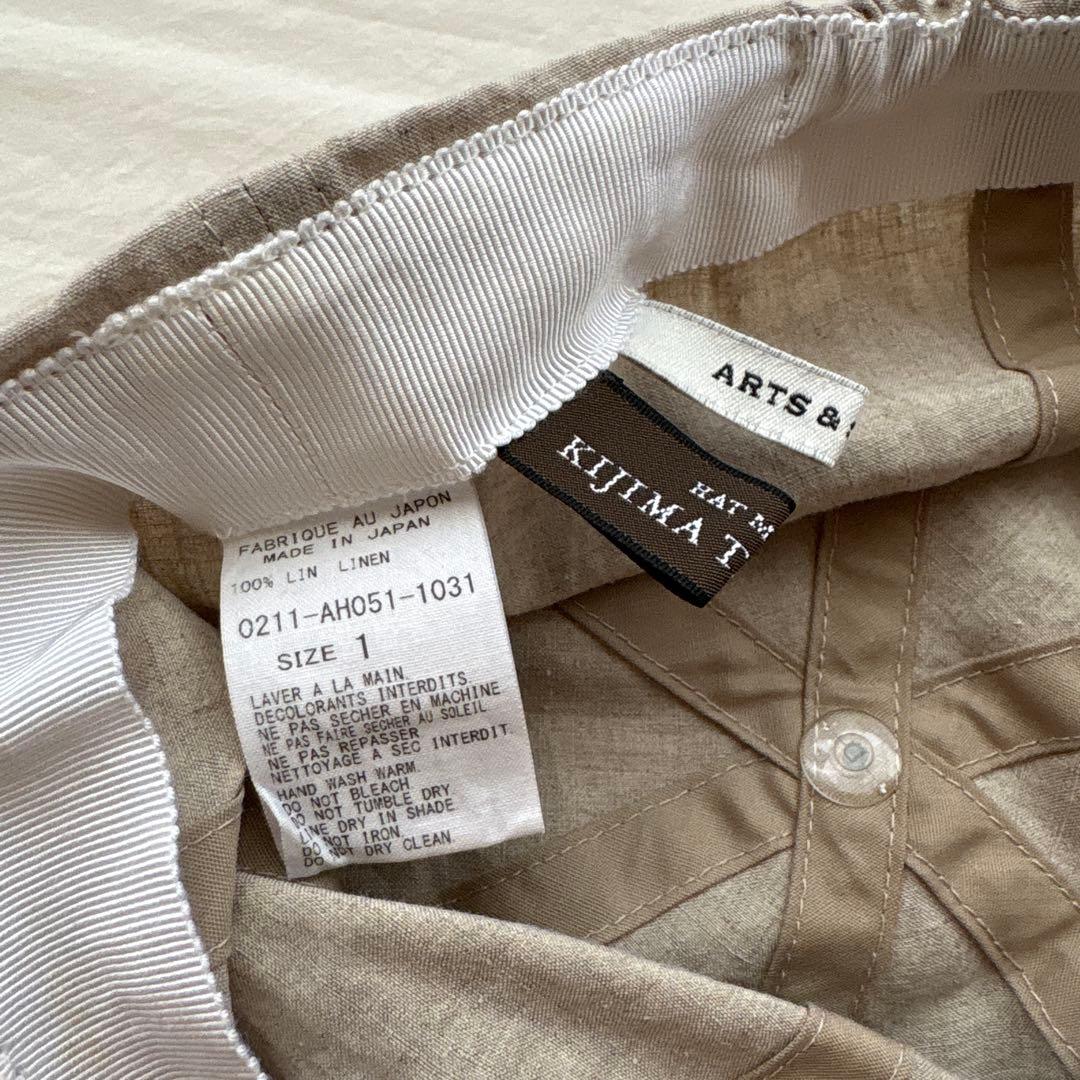 ARTS &
HAT M
KIJIMA T
FABRIQUE AU JAPON
MADE IN JAPAN
100% LIN LINEN
0211-AH051-1031
SIZE 1
LAVER A LA MAIN.
DECOLORANTS INTERDITS
NE PAS SECHER EN MACHINE
NE PAS FAIRE SECHER AU SOLEIL
NE PAS REPASSER
NETTOYAGE A SEC INTERDIT
HAND WASH WARM.
DO NOT BLEACH
DO NOT TUMBLE DRY
LINE DRY IN SHADE
DO NOT IRON
DO NOT DRY CLEAN